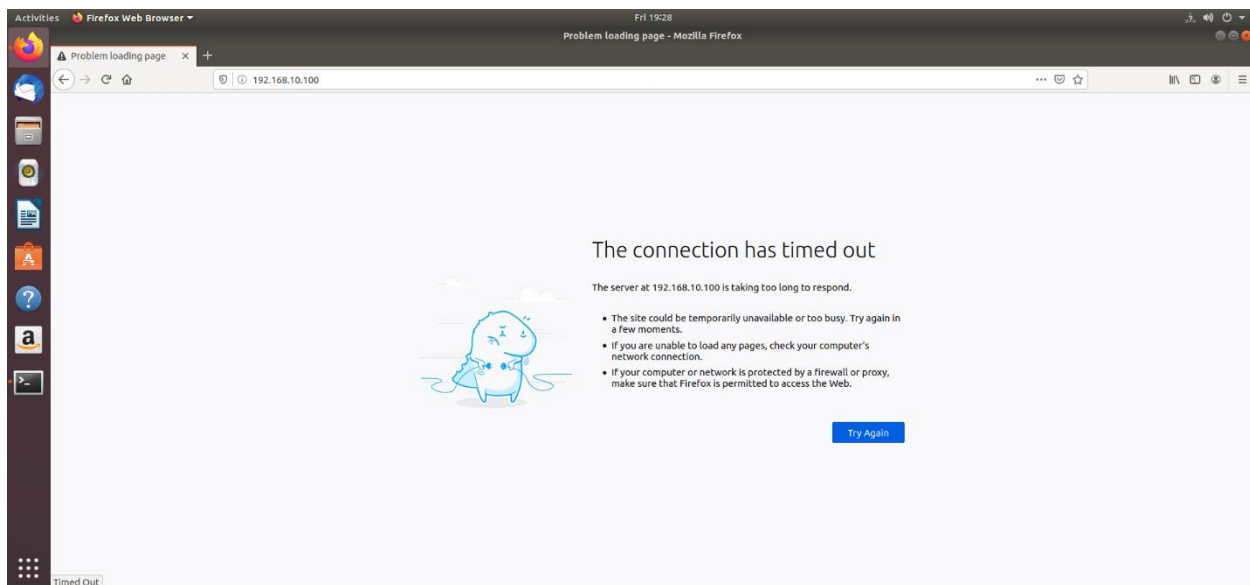 Activities Firefox Web Browser Fri 19:28
Problem loading page - Mozilla Firefox
Problem loading page
192.168.10.100
The connection has timed out
The server at 192.168.10.100 is taking too long to respond.
The site could be temporarily unavailable or too busy. Try again in
a few moments.
If you are unable to load any pages, check your computer's
network connection.
If your computer or network is protected by a firewall or proxy,
make sure that Firefox is permitted to access the Web.
Try Again
Timed Out